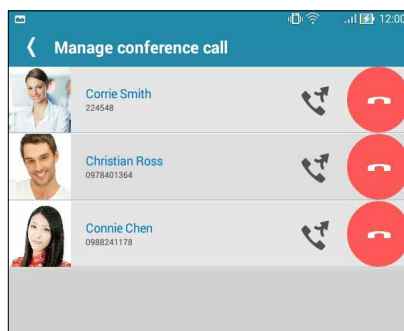 12:00
Manage conference call
Corrie Smith
224548
Christian Ross
0978401364
Connie Chen
0988241178